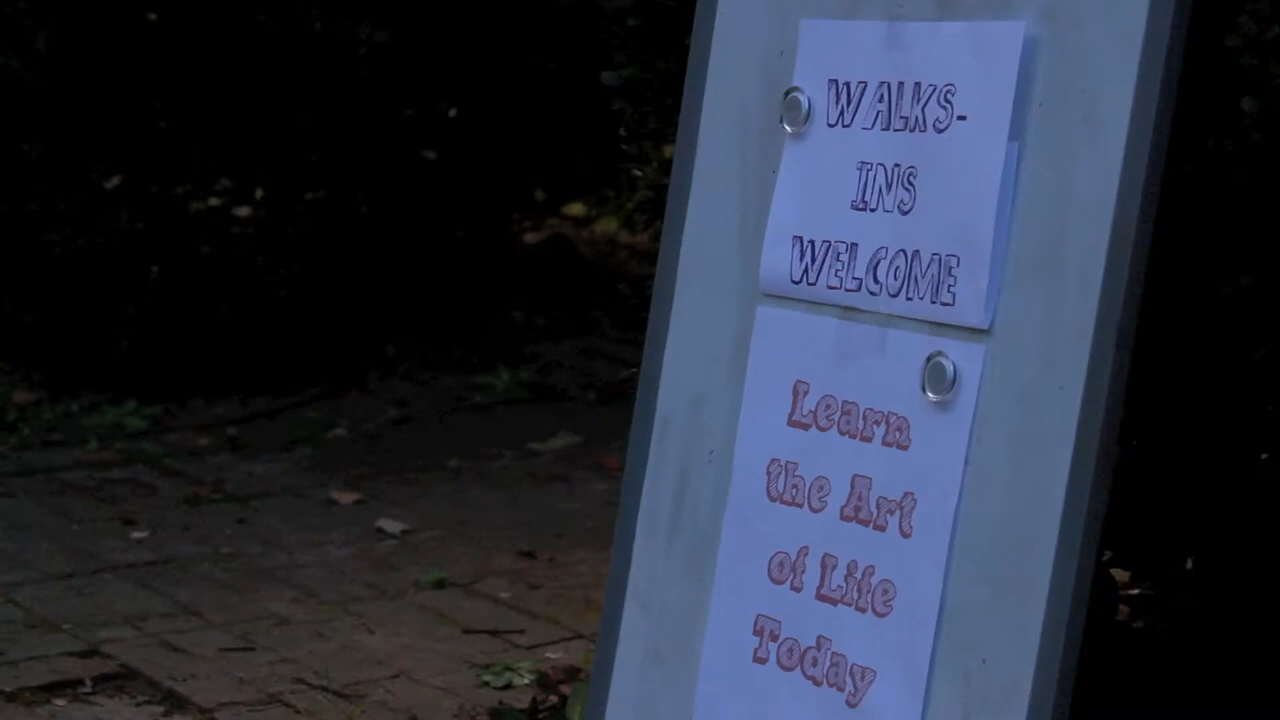 WALKS-
INS
WELCOME
Learn
the Art
of Life
Today